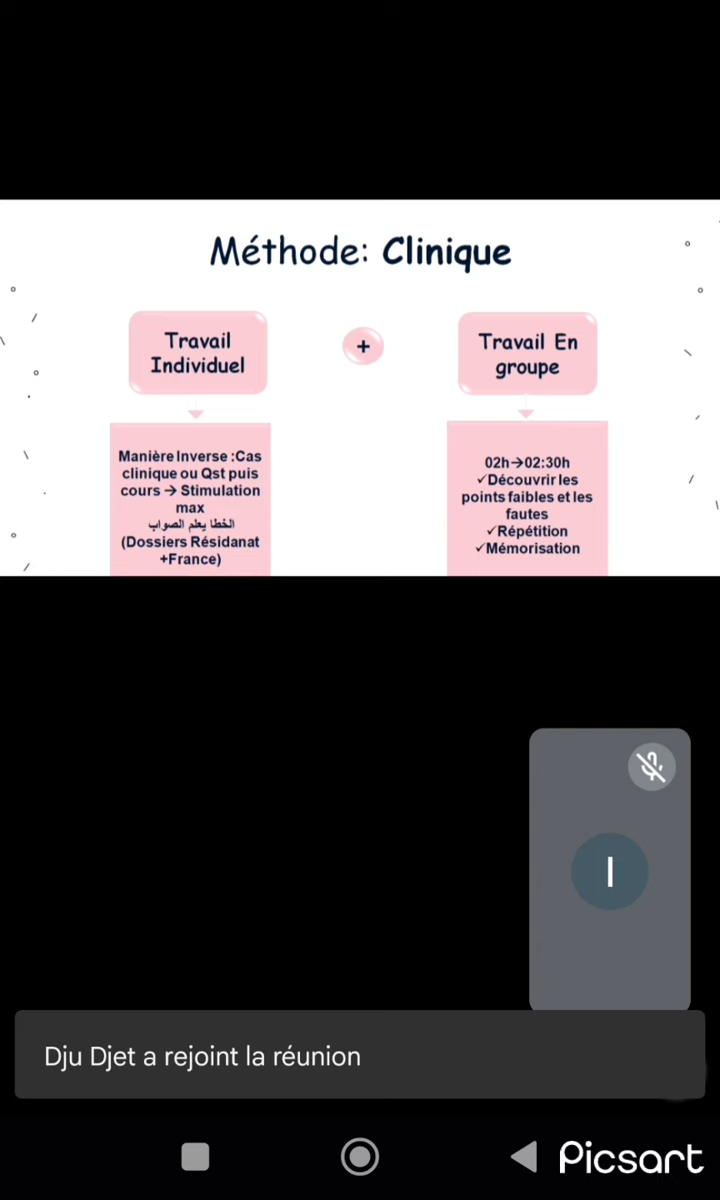 Méthode: Clinique
Travail
Individuel
+
Travail En
groupe
Manière Inverse :Cas
clinique ou Qst puis
cours → Stimulation
max
الخطا يعلم الصواب
(Dossiers Résidanat
+France)
02h→02:30h
✓Découvrir les
points faibles et les
fautes
✓Répétition
✓Mémorisation
I
Dju Djet a rejoint la réunion
Picsart